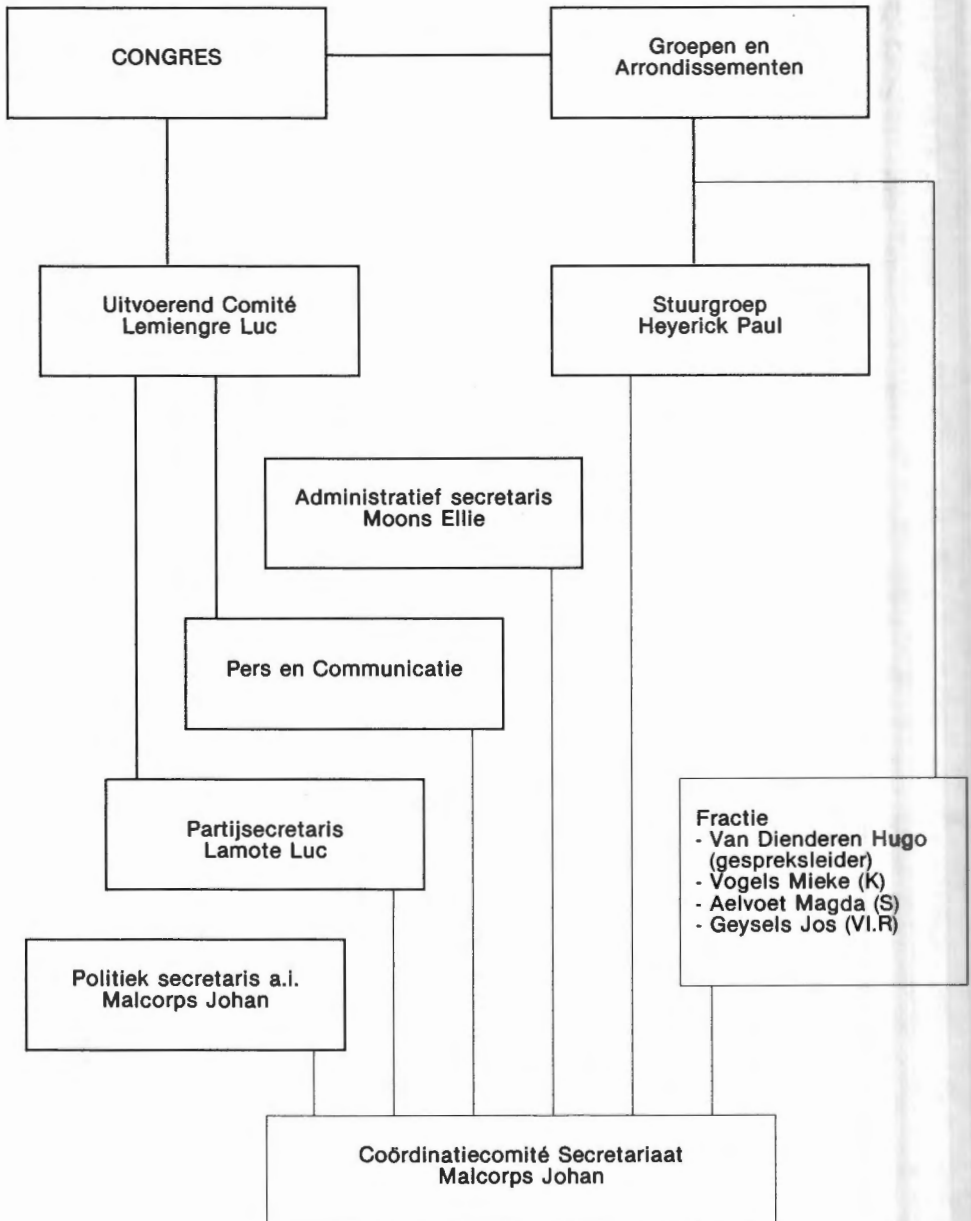 CONGRES
Groepen en
Arrondissementen
Uitvoerend Comité
Lemiengre Luc
Stuurgroep
Heyerick Paul
Administratief secretaris
Moons Ellie
Pers en Communicatie
Partijsecretaris
Lamote Luc
Fractie
- Van Dienderen Hugo
(gespreksleider)
- Vogels Mieke (K)
- Aelvoet Magda (S)
- Geysels Jos (Vl.R)
Politiek secretaris a.i.
Malcorps Johan
Coördinatiecomité Secretariaat
Malcorps Johan